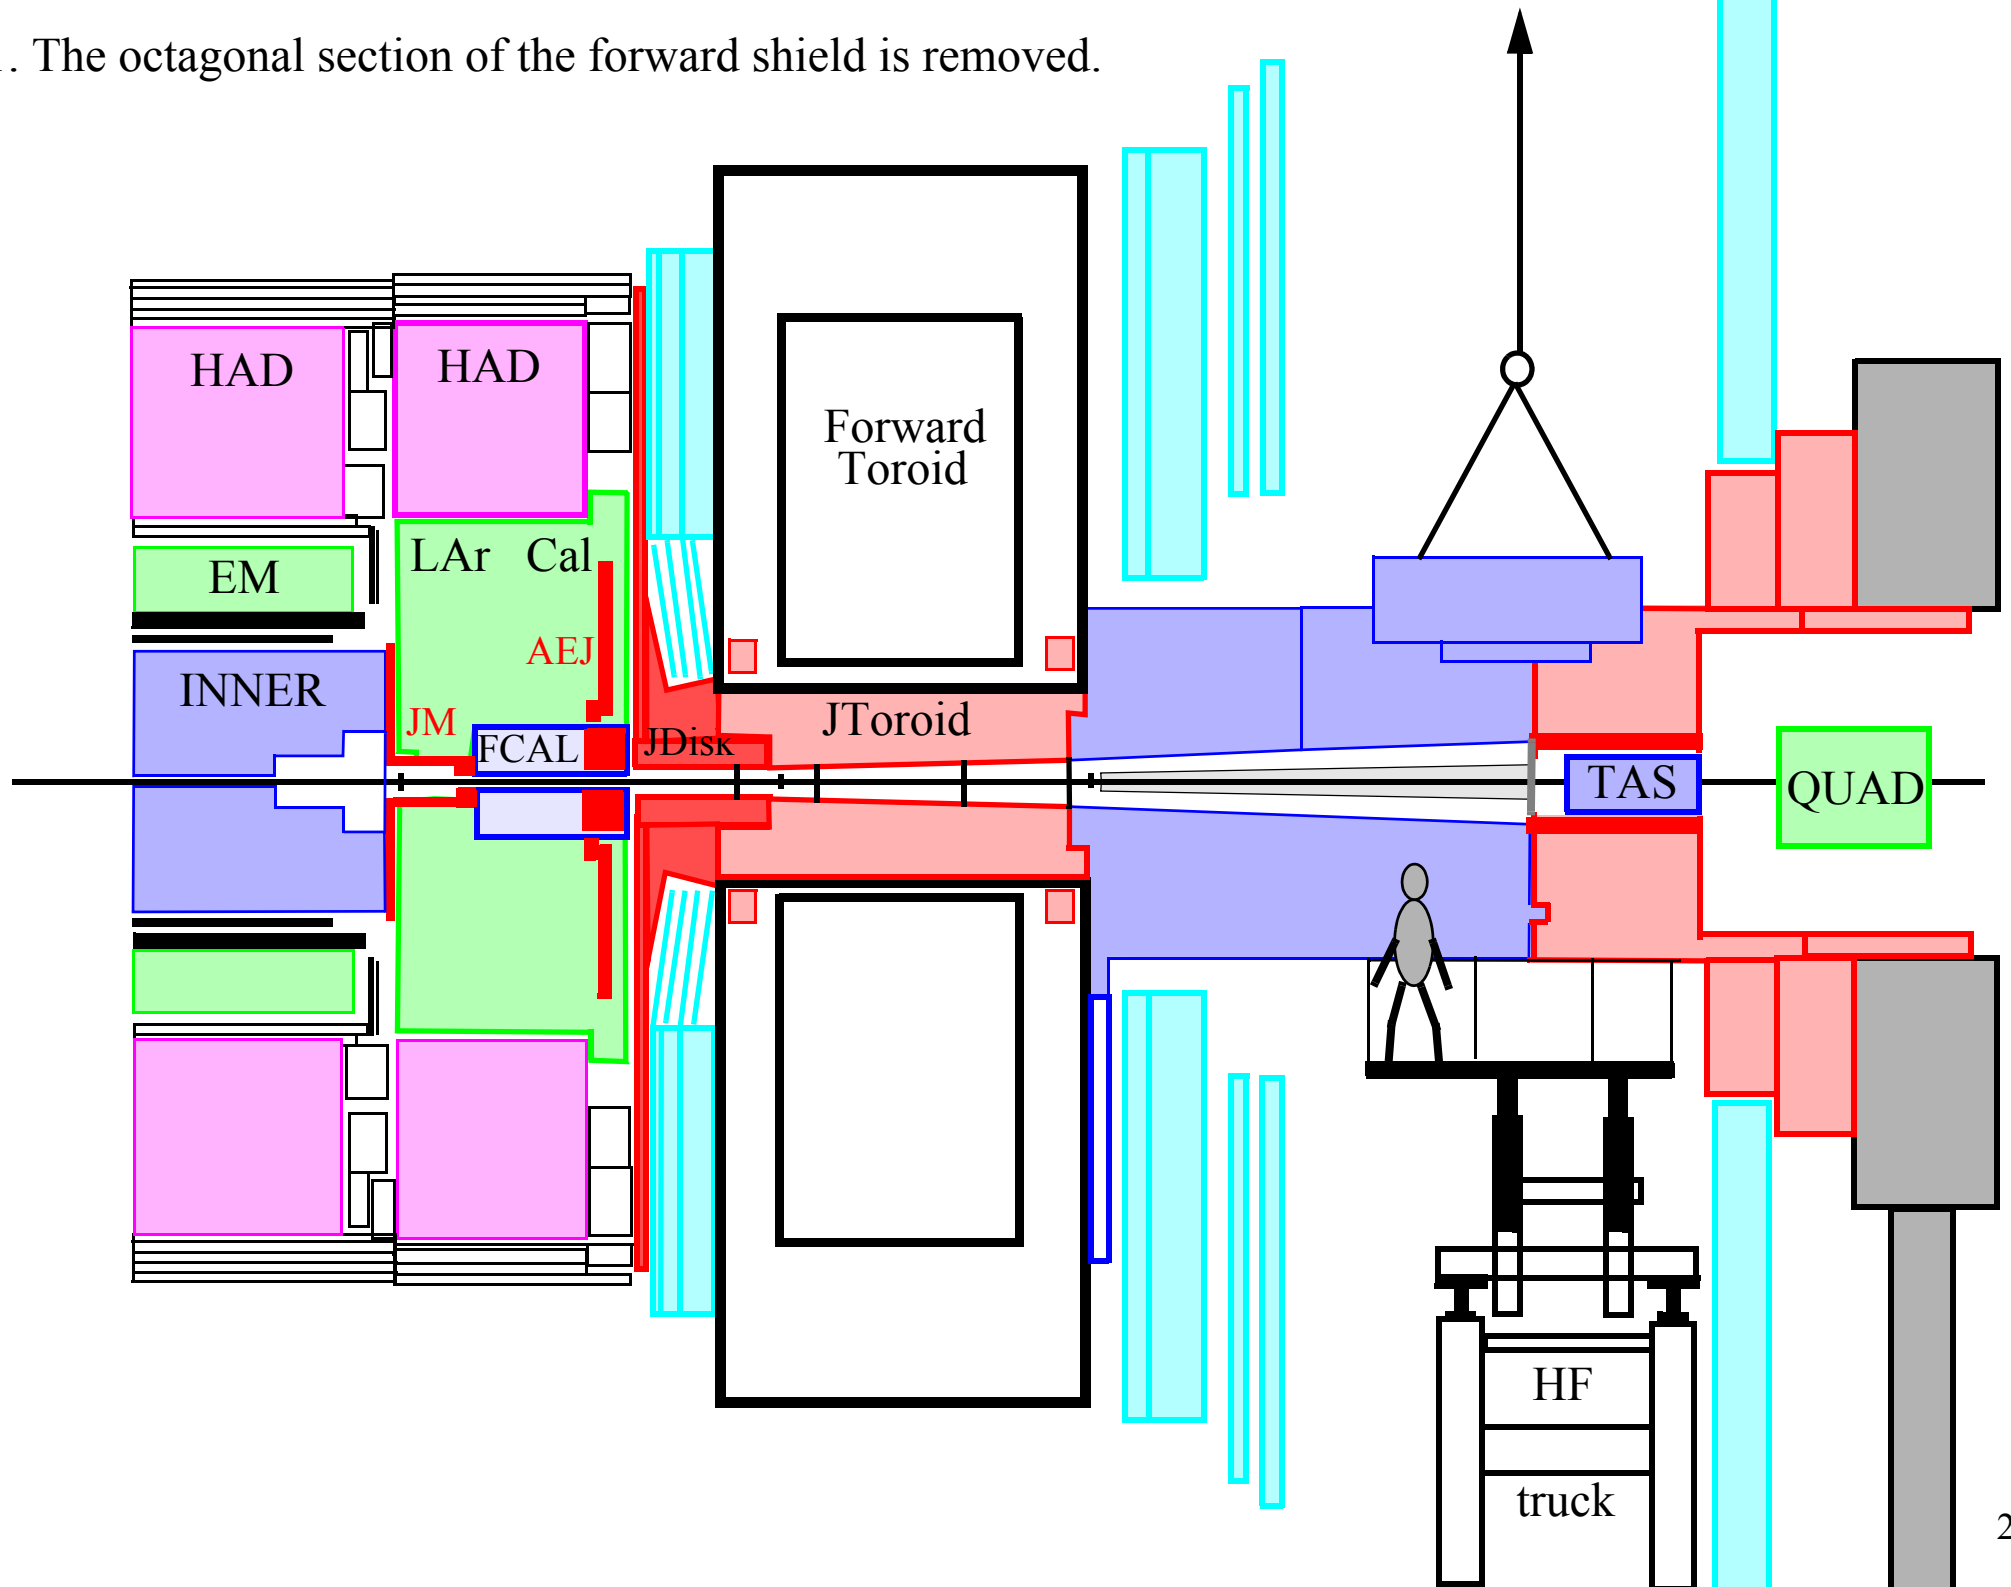 . The octagonal section of the forward shield is removed.
HAD
HAD
Forward
Toroid
LAr Cal
EM
AEJ
INNER
JM
JToroid
FCAL
JDisk
TAS
QUAD
HF
truck
2